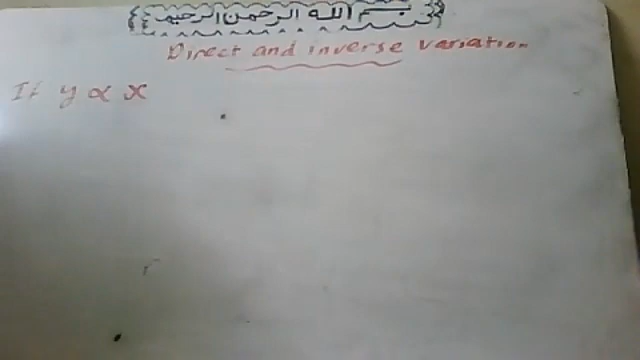 بسم الله الرحمن الرحيم
Direct and inverse variation
If y ∝ x